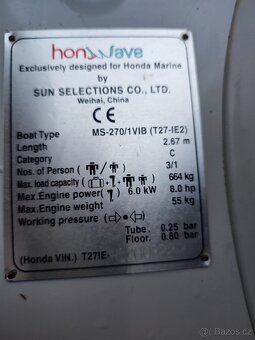 honwave
Exclusively designed for Honda Marine
by
SUN SELECTIONS CO., LTD.
Weihai, China
CE
Boat Type MS-270/1VIB (T27-IE2)
Length 2.67 m
Category C
Nos. of Person ( / ) 3/1
Max. load capacity ( + + ) 664 kg
Max. Engine power ( ) 6.0 kW 8.0 hp
Max. Engine weight 55 kg
Working pressure ( )
Tube. 0.25 bar
Floor. 0.80 bar
(Honda VIN.) T27IE-
bazos.cz